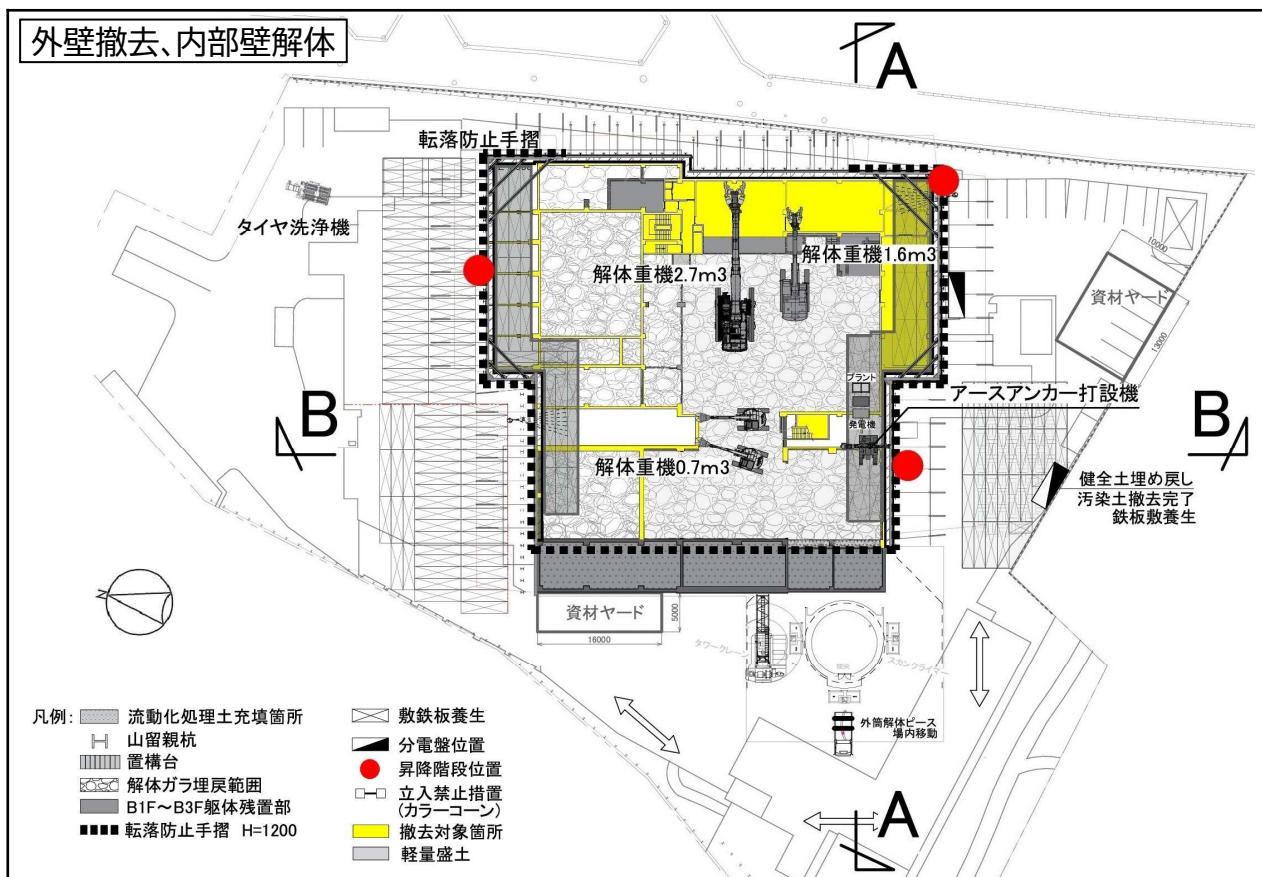 外壁撤去、内部壁解体
A
転落防止手摺
タイヤ洗浄機
解体重機2.7m3
解体重機1.6m3
10000
資材ヤード
13000
プラント
発電機
アースアンカー打設機
B
B
解体重機0.7m3
健全土埋め戻し
汚染土撤去完了
鉄板敷養生
資材ヤード
5000
16000
N
タワークレーン
スカンクライマー
外筒解体ピース
場内移動
A
凡例:
流動化処理土充填箇所
山留親杭
置構台
解体ガラ埋戻範囲
B1F~B3F躯体残置部
転落防止手摺 H=1200
敷鉄板養生
分電盤位置
昇降階段位置
立入禁止措置
(カラーコーン)
撤去対象箇所
軽量盛土